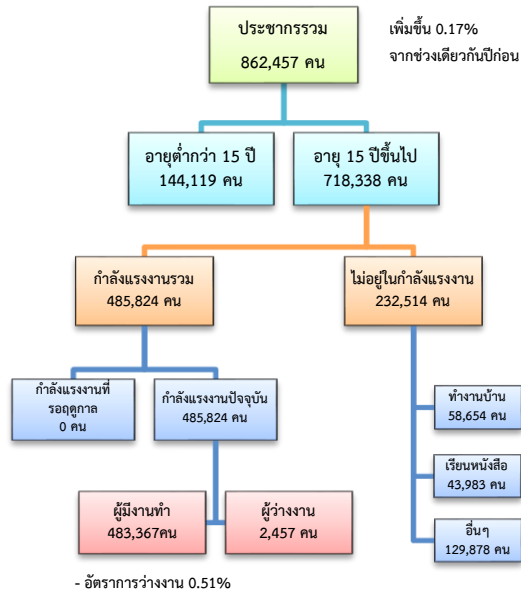 ประชากรรวม
862,457 คน
เพิ่มขึ้น 0.17%
จากช่วงเดียวกันปีก่อน
อายุต่ำกว่า 15 ปี
144,119 คน
อายุ 15 ปีขึ้นไป
718,338 คน
กำลังแรงงานรวม
485,824 คน
ไม่อยู่ในกำลังแรงงาน
232,514 คน
กำลังแรงงานที่
รอฤดูกาล
0 คน
กำลังแรงงานปัจจุบัน
485,824 คน
ทำงานบ้าน
58,654 คน
เรียนหนังสือ
43,983 คน
อื่นๆ
129,878 คน
ผู้มีงานทำ
483,367คน
ผู้ว่างงาน
2,457 คน
- อัตราการว่างงาน 0.51%